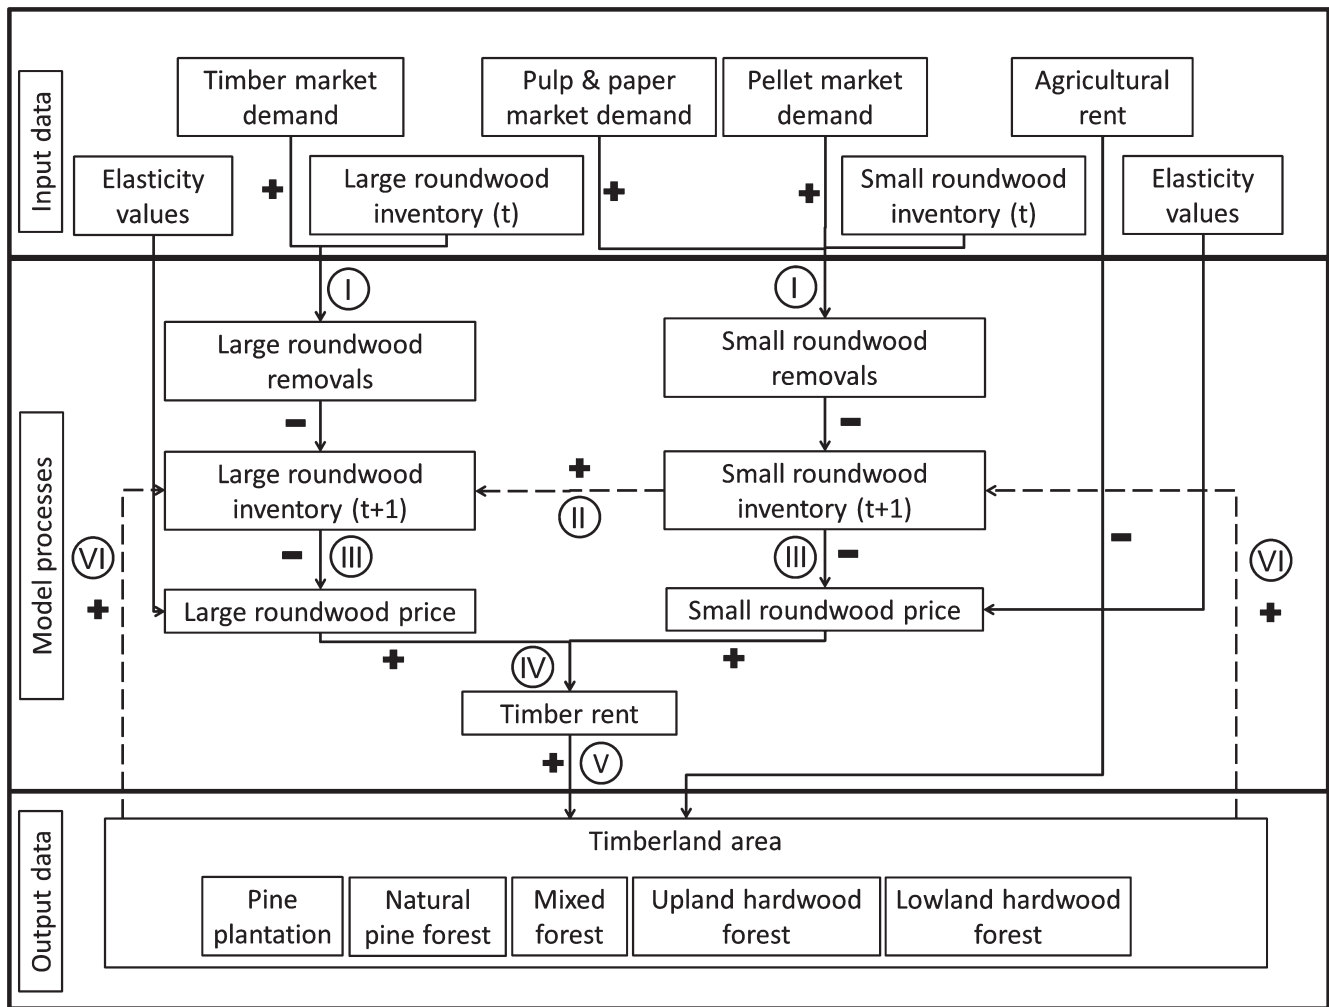 Input data
Timber market
demand
Pulp & paper
market demand
Pellet market
demand
Agricultural
rent
Elasticity
values
+
Large roundwood
inventory (t)
+
+
Small roundwood
inventory (t)
Elasticity
values
Model processes
I
I
Large roundwood
removals
Small roundwood
removals
-
-
Large roundwood
inventory (t+1)
+
II
Small roundwood
inventory (t+1)
-
VI
+
-
III
III
-
VI
+
Large roundwood price
Small roundwood price
+
IV
+
Timber rent
+
V
Output data
Timberland area
Pine
plantation
Natural
pine forest
Mixed
forest
Upland hardwood
forest
Lowland hardwood
forest